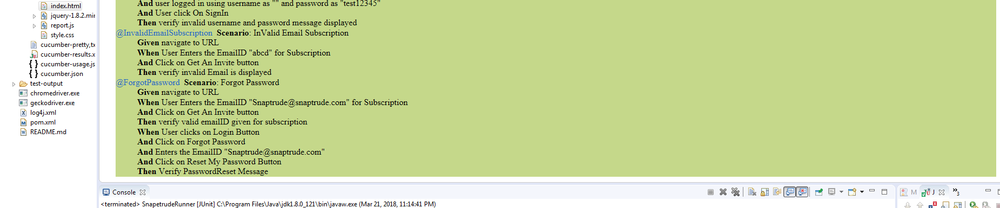 index.html
jquery-1.8.2.mir
report.js
style.css
cucumber-pretty,tx
cucumber-results.x
cucumber-usage.js
cucumber.json
test-output
chromedriver.exe
geckodriver.exe
log4j.xml
pom.xml
README.md
And user logged in using username as "" and password as "test12345"
And User click On SignIn
Then verify invalid username and password message displayed
@InvalidEmailSubscription Scenario: InValid Email Subscription
Given navigate to URL
When User Enters the EmailID "abcd" for Subscription
And Click on Get An Invite button
Then verify invalid Email is displayed
@ForgotPassword Scenario: Forgot Password
Given navigate to URL
When User Enters the EmailID "Snaptrude@snaptrude.com" for Subscription
And Click on Get An Invite button
Then verify valid emailID given for subscription
When User clicks on Login Button
And Click on Forgot Password
And Enters the EmailID "Snaptrude@snaptrude.com"
And Click on Reset My Password Button
Then Verify PasswordReset Message
Console
M J »3
<terminated> SnapetrudeRunner [JUnit] C:\Program Files\Java\jdk1.8.0_121\bin\javaw.exe (Mar 21, 2018, 11:14:41 PM)